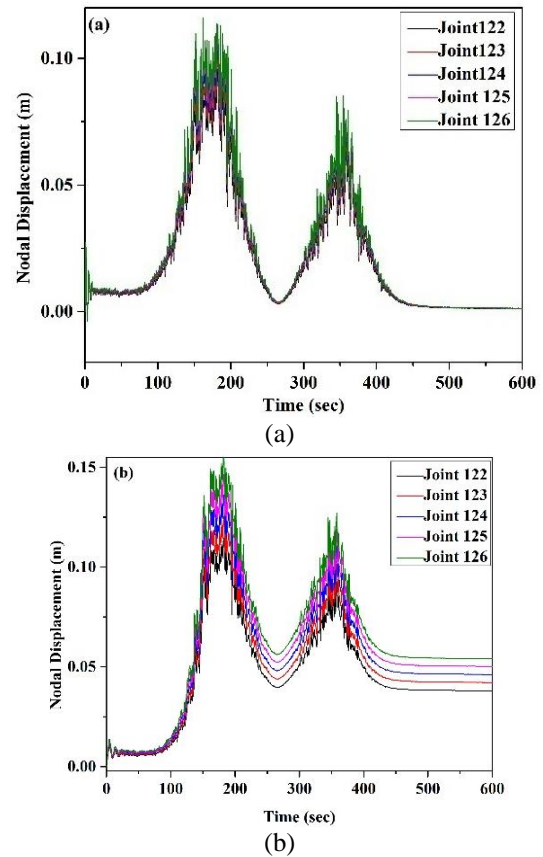 (a)
Joint122
Joint123
Joint124
Joint 125
Joint 126
Nodal Displacement (m)
0.10
0.05
0.00
0 100 200 300 400 500 600
Time (sec)
(a)
(b)
Joint 122
Joint 123
Joint 124
Joint 125
Joint 126
Nodal Displacement (m)
0.15
0.10
0.05
0.00
0 100 200 300 400 500 600
Time (sec)
(b)